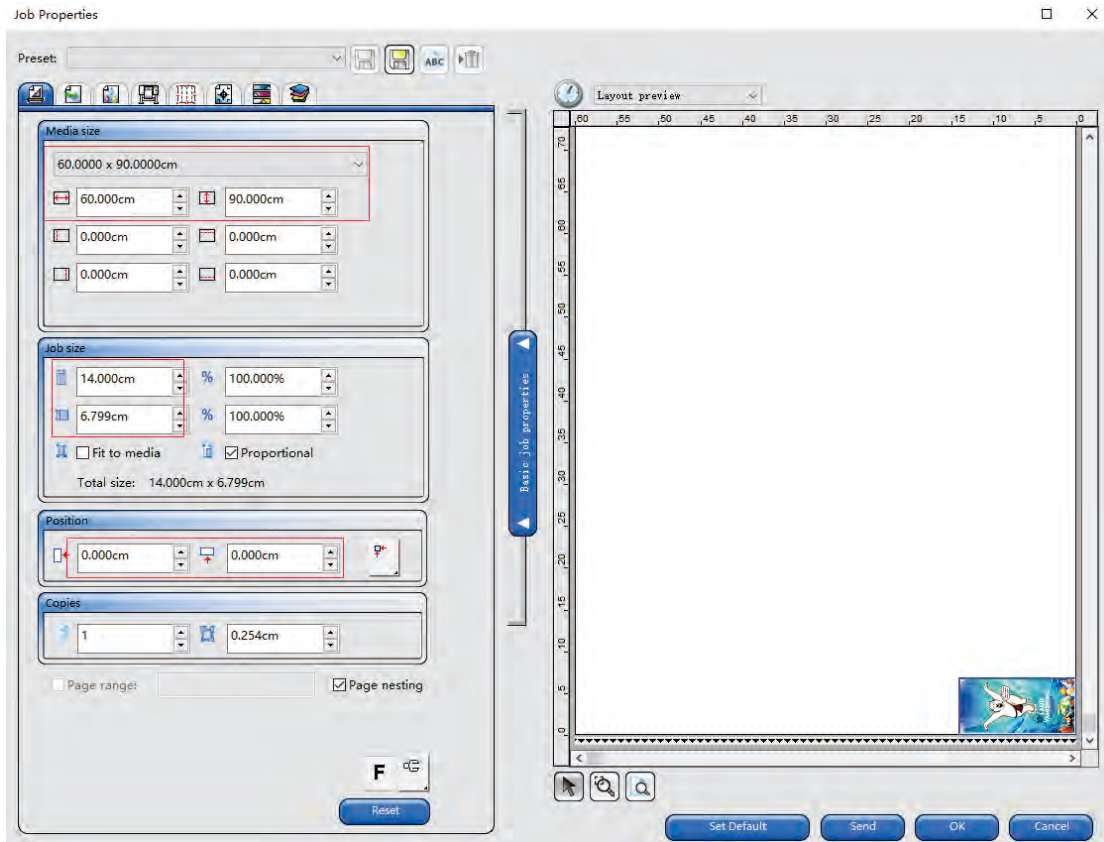 Job Properties
Preset:
ABC
Layout preview
Media size
60.0000 x 90.0000cm
60.000cm 90.000cm
0.000cm 0.000cm
0.000cm 0.000cm
Job size
14.000cm % 100.000%
6.799cm % 100.000%
Fit to media Proportional
Total size: 14.000cm x 6.799cm
Position
0.000cm 0.000cm
Copies
1 0.254cm
Page range: Page nesting
F
Reset
Basic job properties
60 55 50 45 40 35 30 25 20 15 10 5 0
70
65
60
55
50
45
40
35
30
25
20
15
10
5
0
Set Default Send OK Cancel